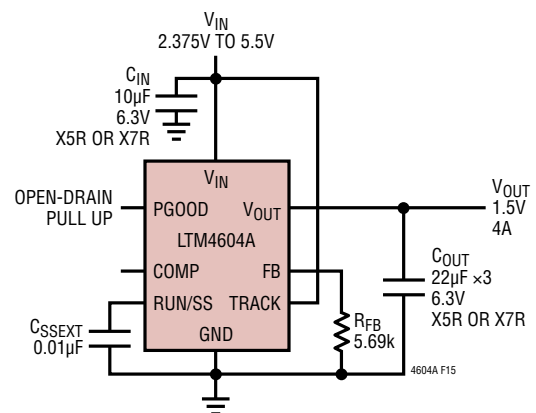 VIN
2.375V TO 5.5V
CIN
10µF
6.3V
X5R OR X7R
VIN
OPEN-DRAIN
PULL UP
PGOOD
VOUT
LTM4604A
COMP
FB
RUN/SS
TRACK
GND
CSSEXT
0.01µF
RFB
5.69k
VOUT
1.5V
4A
COUT
22µF ×3
6.3V
X5R OR X7R
4604A F15